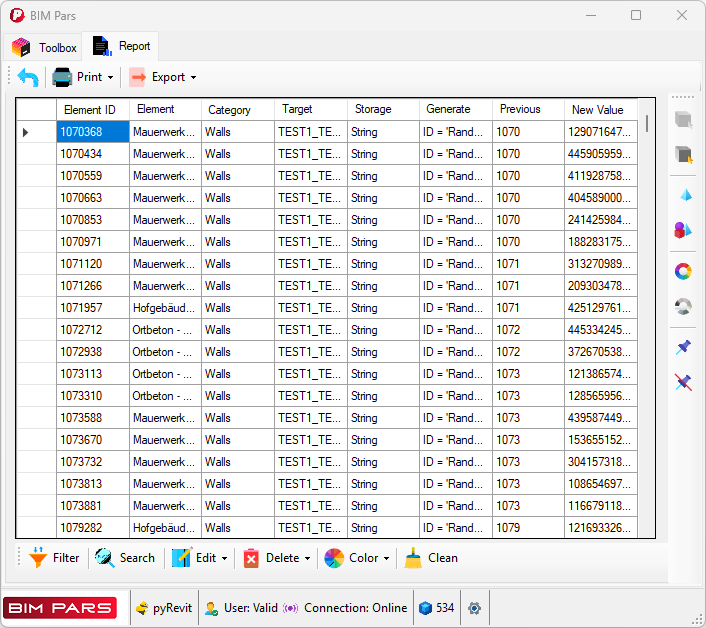 BIM Pars
Toolbox Report
Print Export
Element ID Element Category Target Storage Generate Previous New Value
1070368 Mauerwerk... Walls TEST1_TE... String ID = 'Rand... 1070 129071647...
1070434 Mauerwerk... Walls TEST1_TE... String ID = 'Rand... 1070 445905959...
1070559 Mauerwerk... Walls TEST1_TE... String ID = 'Rand... 1070 411928758...
1070663 Mauerwerk... Walls TEST1_TE... String ID = 'Rand... 1070 404589000...
1070853 Mauerwerk... Walls TEST1_TE... String ID = 'Rand... 1070 241425984...
1070971 Mauerwerk... Walls TEST1_TE... String ID = 'Rand... 1070 188283175...
1071120 Mauerwerk... Walls TEST1_TE... String ID = 'Rand... 1071 313270989...
1071266 Mauerwerk... Walls TEST1_TE... String ID = 'Rand... 1071 209303478...
1071957 Hofgebäud... Walls TEST1_TE... String ID = 'Rand... 1071 425129761...
1072712 Ortbeton - ... Walls TEST1_TE... String ID = 'Rand... 1072 445334245...
1072938 Ortbeton - ... Walls TEST1_TE... String ID = 'Rand... 1072 372670538...
1073113 Ortbeton - ... Walls TEST1_TE... String ID = 'Rand... 1073 121386574...
1073310 Ortbeton - ... Walls TEST1_TE... String ID = 'Rand... 1073 128565956...
1073588 Mauerwerk... Walls TEST1_TE... String ID = 'Rand... 1073 439587449...
1073670 Mauerwerk... Walls TEST1_TE... String ID = 'Rand... 1073 153655152...
1073732 Mauerwerk... Walls TEST1_TE... String ID = 'Rand... 1073 304157318...
1073813 Mauerwerk... Walls TEST1_TE... String ID = 'Rand... 1073 108654697...
1073881 Mauerwerk... Walls TEST1_TE... String ID = 'Rand... 1073 116679118...
1079282 Hofgebäud... Walls TEST1_TE... String ID = 'Rand... 1079 121693326...
Filter Search Edit Delete Color Clean
BIM PARS pyRevit User: Valid Connection: Online 534